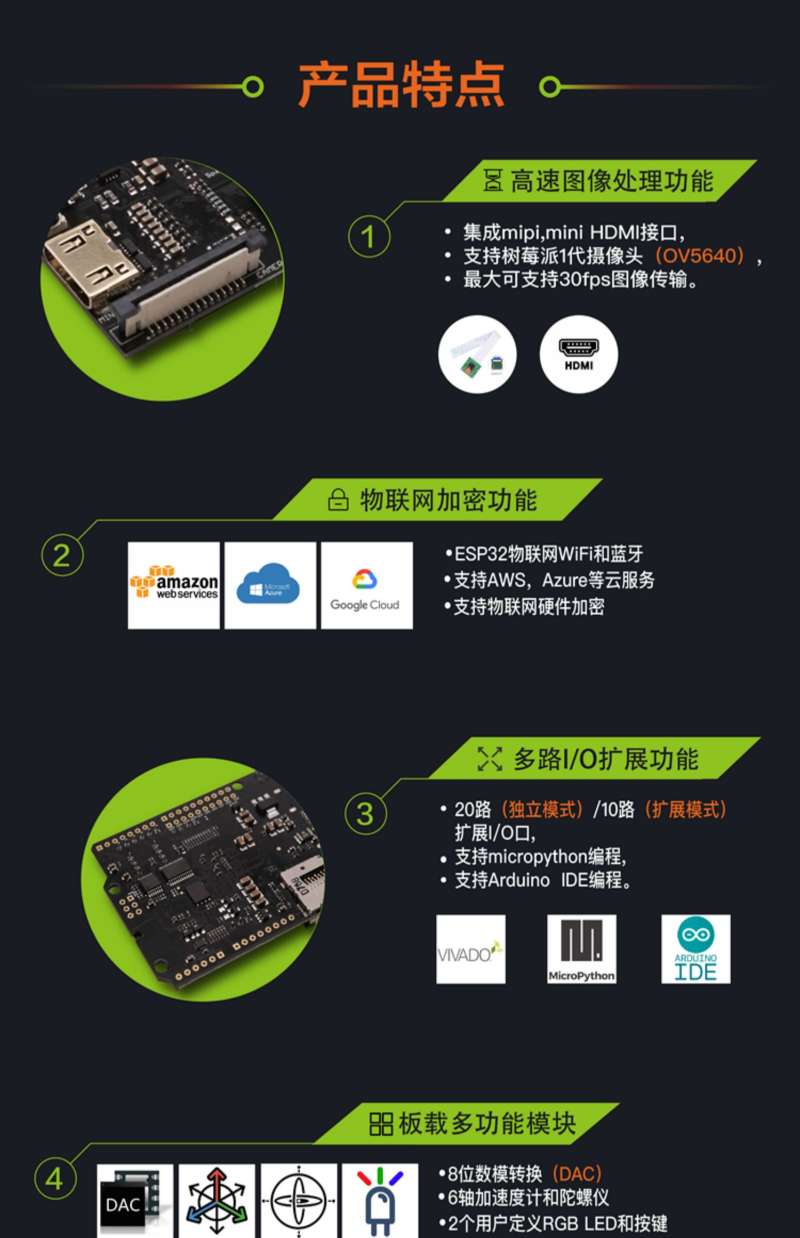 产品特点
高速图像处理功能
1
• 集成mipi,mini HDMI接口,
• 支持树莓派1代摄像头（OV5640）,
• 最大可支持30fps图像传输。
HDMI
物联网加密功能
2
amazon
web services
Microsoft
Azure
Google Cloud
•ESP32物联网WiFi和蓝牙
•支持AWS，Azure等云服务
•支持物联网硬件加密
多路I/O扩展功能
3
• 20路（独立模式）/10路（扩展模式）
扩展I/O口,
• 支持micropython编程,
• 支持Arduino IDE编程。
VIVADO
MicroPython
ARDUINO
IDE
板载多功能模块
4
DAC
•8位数模转换（DAC）
•6轴加速度计和陀螺仪
•2个用户定义RGB LED和按键